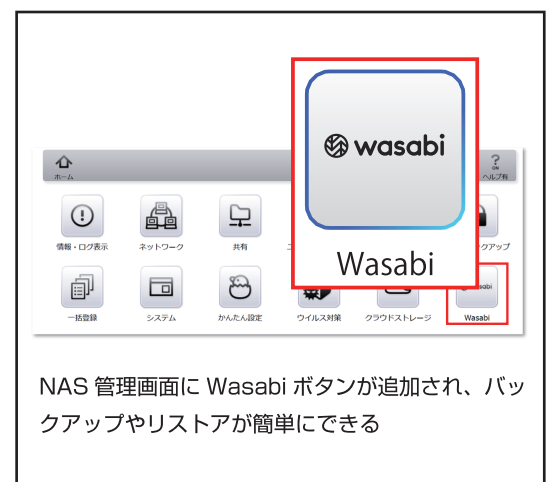 wasabi
Wasabi
ホーム
?
ON
ヘルプ有
情報・ログ表示
ネットワーク
共有
クアップ
一括登録
システム
かんたん設定
ウイルス対策
クラウドストレージ
Wasabi
NAS 管理画面に Wasabi ボタンが追加され、バッ
クアップやリストアが簡単にできる